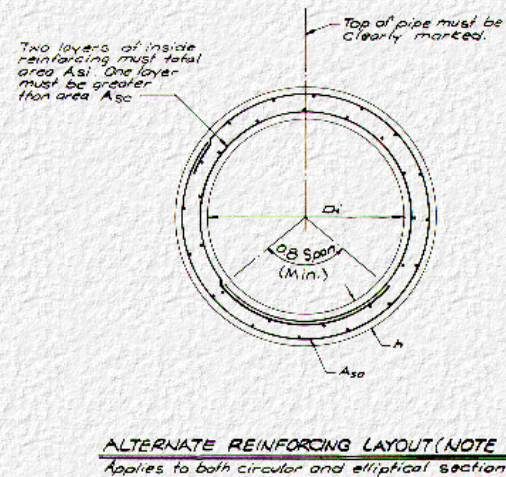 Top of pipe must be
clearly marked.
Two layers of inside
reinforcing must total
area Asi. One layer
must be greater
than area Asc
Di
0.8 Span
(Min.)
h
Aso
ALTERNATE REINFORCING LAYOUT (NOTE
Applies to both circular and elliptical section